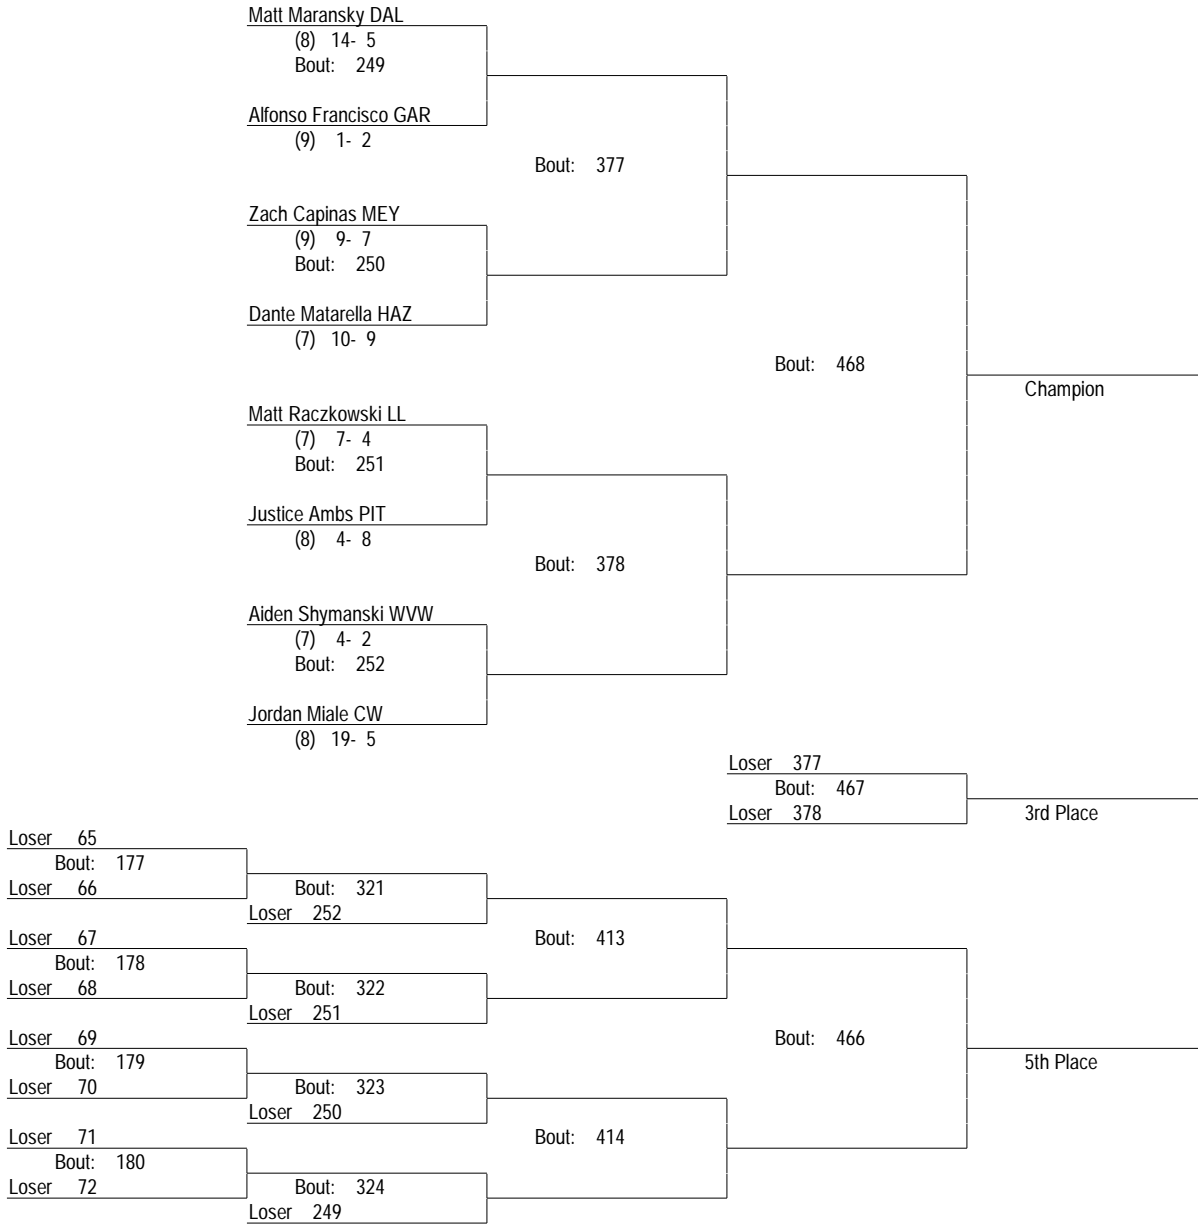 Matt Maransky DAL
(8) 14- 5
Bout: 249
Alfonso Francisco GAR
(9) 1- 2
Bout: 377
Zach Capinas MEY
(9) 9- 7
Bout: 250
Dante Matarella HAZ
(7) 10- 9
Bout: 468
Champion
Matt Raczkowski LL
(7) 7- 4
Bout: 251
Justice Ambs PIT
(8) 4- 8
Bout: 378
Aiden Shymanski WVW
(7) 4- 2
Bout: 252
Jordan Miale CW
(8) 19- 5
Loser 377
Bout: 467
Loser 378
3rd Place
Loser 65
Bout: 177
Loser 66
Bout: 321
Loser 252
Bout: 413
Loser 67
Bout: 178
Loser 68
Bout: 322
Loser 251
Bout: 466
5th Place
Loser 69
Bout: 179
Loser 70
Bout: 323
Loser 250
Bout: 414
Loser 71
Bout: 180
Loser 72
Bout: 324
Loser 249